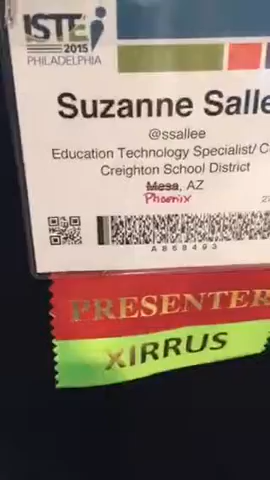 ISTE
2015
PHILADELPHIA
Suzanne Salle
@ssallee
Education Technology Specialist/ C
Creighton School District
Mesa, AZ
Phoenix
A868493
PRESENTER
XIRRUS